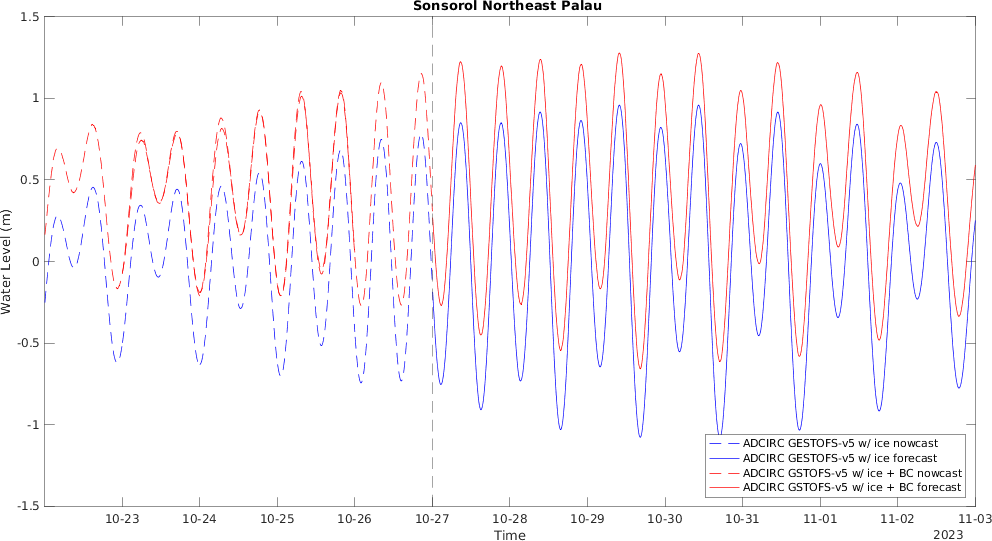 Sonsorol Northeast Palau
Water Level (m)
1.5
1
0.5
0
-0.5
-1
-1.5
ADCIRC GESTOFS-v5 w/ ice nowcast
ADCIRC GESTOFS-v5 w/ ice forecast
ADCIRC GSTOFS-v5 w/ ice + BC nowcast
ADCIRC GSTOFS-v5 w/ ice + BC forecast
10-23 10-24 10-25 10-26 10-27 10-28 10-29 10-30 10-31 11-01 11-02 11-03
Time
2023